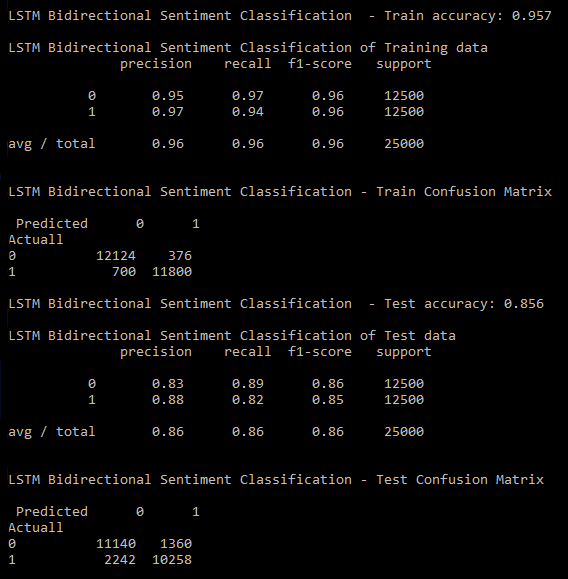 LSTM Bidirectional Sentiment Classification  - Train accuracy: 0.957
LSTM Bidirectional Sentiment Classification of Training data
precision    recall  f1-score   support
0       0.95      0.97      0.96     12500
1       0.97      0.94      0.96     12500
avg / total       0.96      0.96      0.96     25000
LSTM Bidirectional Sentiment Classification - Train Confusion Matrix
Predicted      0      1
Actuall
0          12124    376
1            700  11800
LSTM Bidirectional Sentiment Classification  - Test accuracy: 0.856
LSTM Bidirectional Sentiment Classification of Test data
precision    recall  f1-score   support
0       0.83      0.89      0.86     12500
1       0.88      0.82      0.85     12500
avg / total       0.86      0.86      0.86     25000
LSTM Bidirectional Sentiment Classification - Test Confusion Matrix
Predicted      0      1
Actuall
0          11140   1360
1           2242  10258